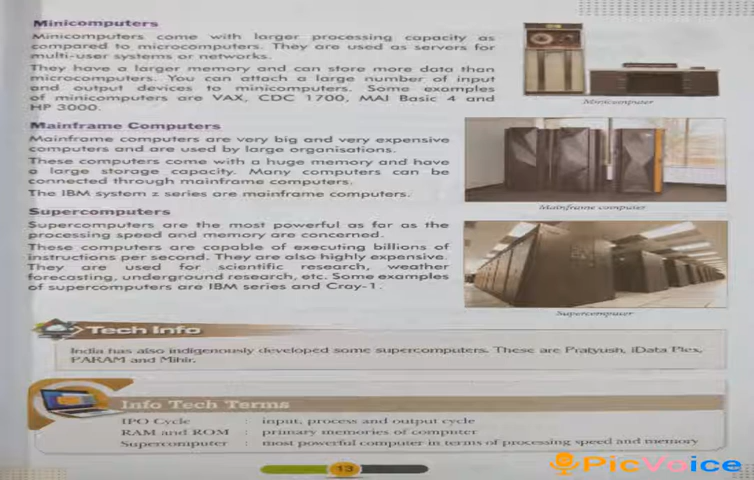 Minicomputers
Minicomputers come with larger processing capacity as
compared to microcomputers. They are used as servers for
multi-user systems or networks.
They have a larger memory and can store more data than
microcomputers. You can attach a large number of input
and output devices to minicomputers. Some examples
of minicomputers are VAX, CDC 1700, MAI Basic 4 and
HP 3000.
Minicomputer
Mainframe Computers
Mainframe computers are very big and very expensive
computers and are used by large organisations.
These computers come with a huge memory and have
a large storage capacity. Many computers can be
connected through mainframe computers.
The IBM system z series are mainframe computers.
Mainframe computer
Supercomputers
Supercomputers are the most powerful as far as the
processing speed and memory are concerned.
These computers are capable of executing billions of
instructions per second. They are also highly expensive.
They are used for scientific research, weather
forecasting, underground research, etc. Some examples
of supercomputers are IBM series and Cray-1.
Supercomputer
Tech Info
India has also indigenously developed some supercomputers. These are Pratyush, iData Plex,
PARAM and Mihir.
Info Tech Terms
IPO Cycle : input, process and output cycle
RAM and ROM : primary memories of computer
Supercomputer : most powerful computer in terms of processing speed and memory
13
PicVoice